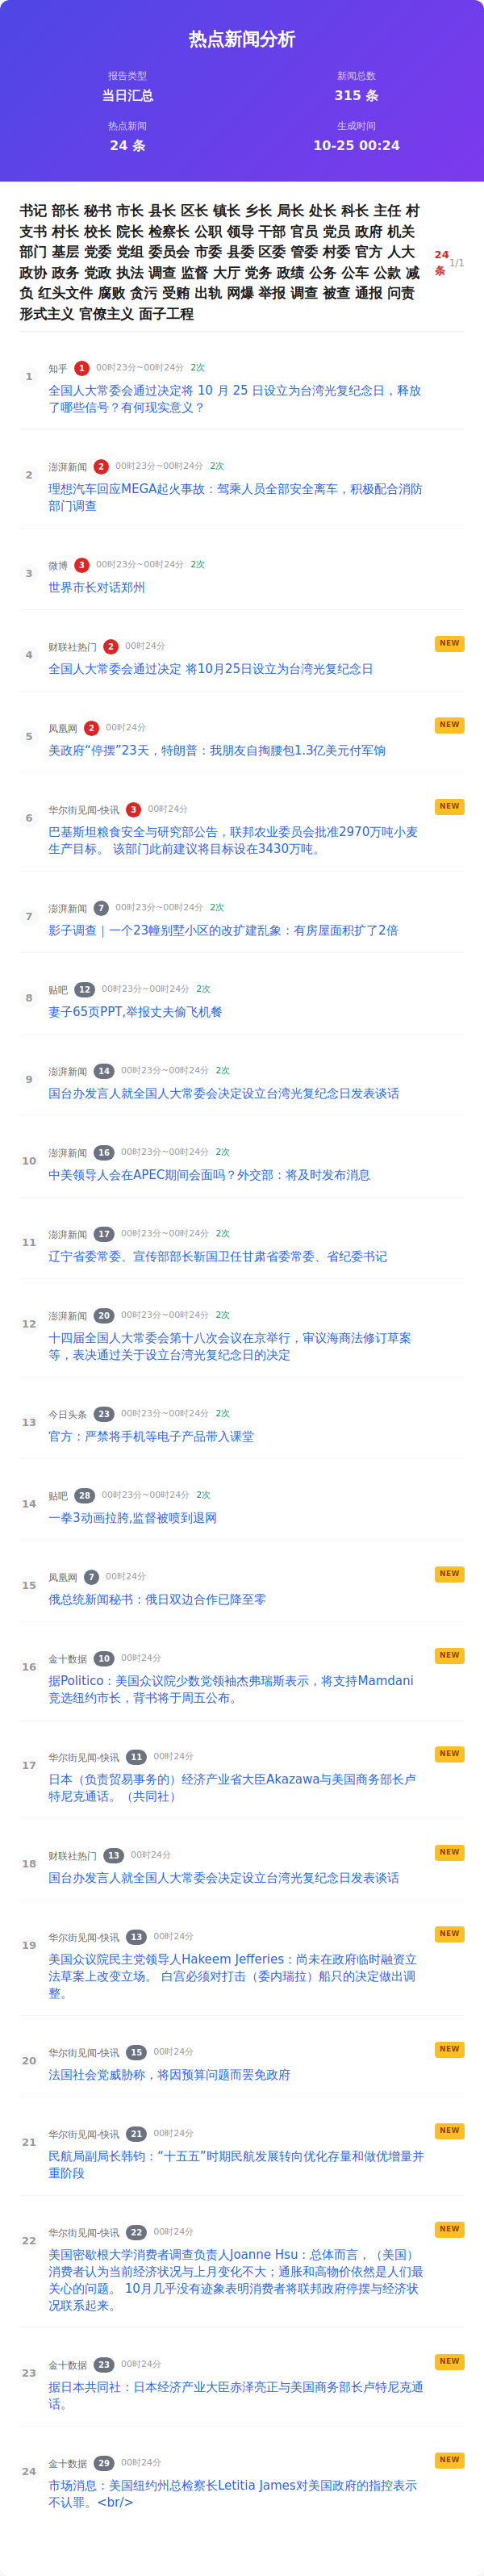 热点新闻分析
报告类型
新闻总数
当日汇总
315 条
热点新闻
生成时间
24 条
10-25 00:24
书记 部长 秘书 市长 县长 区长 镇长 乡长 局长 处长 科长 主任 村
支书 村长 校长 院长 检察长 公职 领导 干部 官员 党员 政府 机关
部门 基层 党委 党组 委员会 市委 县委 区委 管委 村委 官方 人大
政协 政务 党政 执法 调查 监督 大厅 党务 政绩 公务 公车 公款 减
负 红头文件 腐败 贪污 受贿 出轨 网爆 举报 调查 被查 通报 问责
形式主义 官僚主义 面子工程
24
条
1/1
1
知乎 1 00时23分~00时24分 2次
全国人大常委会通过决定将 10 月 25 日设立为台湾光复纪念日，释放
了哪些信号？有何现实意义？
2
澎湃新闻 2 00时23分~00时24分 2次
理想汽车回应MEGA起火事故：驾乘人员全部安全离车，积极配合消防
部门调查
3
微博 3 00时23分~00时24分 2次
世界市长对话郑州
4
财联社热门 2 00时24分
NEW
全国人大常委会通过决定 将10月25日设立为台湾光复纪念日
5
凤凰网 2 00时24分
NEW
美政府“停摆”23天，特朗普：我朋友自掏腰包1.3亿美元付军饷
6
华尔街见闻-快讯 3 00时24分
NEW
巴基斯坦粮食安全与研究部公告，联邦农业委员会批准2970万吨小麦
生产目标。 该部门此前建议将目标设在3430万吨。
7
澎湃新闻 7 00时23分~00时24分 2次
影子调查｜一个23幢别墅小区的改扩建乱象：有房屋面积扩了2倍
8
贴吧 12 00时23分~00时24分 2次
妻子65页PPT,举报丈夫偷飞机餐
9
澎湃新闻 14 00时23分~00时24分 2次
国台办发言人就全国人大常委会决定设立台湾光复纪念日发表谈话
10
澎湃新闻 16 00时23分~00时24分 2次
中美领导人会在APEC期间会面吗？外交部：将及时发布消息
11
澎湃新闻 17 00时23分~00时24分 2次
辽宁省委常委、宣传部部长靳国卫任甘肃省委常委、省纪委书记
12
澎湃新闻 20 00时23分~00时24分 2次
十四届全国人大常委会第十八次会议在京举行，审议海商法修订草案
等，表决通过关于设立台湾光复纪念日的决定
13
今日头条 23 00时23分~00时24分 2次
官方：严禁将手机等电子产品带入课堂
14
贴吧 28 00时23分~00时24分 2次
一拳3动画拉胯,监督被喷到退网
15
凤凰网 7 00时24分
NEW
俄总统新闻秘书：俄日双边合作已降至零
16
金十数据 10 00时24分
NEW
据Politico：美国众议院少数党领袖杰弗瑞斯表示，将支持Mamdani
竞选纽约市长，背书将于周五公布。
17
华尔街见闻-快讯 11 00时24分
NEW
日本（负责贸易事务的）经济产业省大臣Akazawa与美国商务部长卢
特尼克通话。（共同社）
18
财联社热门 13 00时24分
NEW
国台办发言人就全国人大常委会决定设立台湾光复纪念日发表谈话
19
华尔街见闻-快讯 13 00时24分
NEW
美国众议院民主党领导人Hakeem Jefferies：尚未在政府临时融资立
法草案上改变立场。 白宫必须对打击（委内瑞拉）船只的决定做出调
整。
20
华尔街见闻-快讯 15 00时24分
NEW
法国社会党威胁称，将因预算问题而罢免政府
21
华尔街见闻-快讯 21 00时24分
NEW
民航局副局长韩钧：“十五五”时期民航发展转向优化存量和做优增量并
重阶段
22
华尔街见闻-快讯 22 00时24分
NEW
美国密歇根大学消费者调查负责人Joanne Hsu：总体而言，（美国）
消费者认为当前经济状况与上月变化不大；通胀和高物价依然是人们最
关心的问题。 10月几乎没有迹象表明消费者将联邦政府停摆与经济状
况联系起来。
23
金十数据 23 00时24分
NEW
据日本共同社：日本经济产业大臣赤泽亮正与美国商务部长卢特尼克通
话。
24
金十数据 29 00时24分
NEW
市场消息：美国纽约州总检察长Letitia James对美国政府的指控表示
不认罪。<br/>